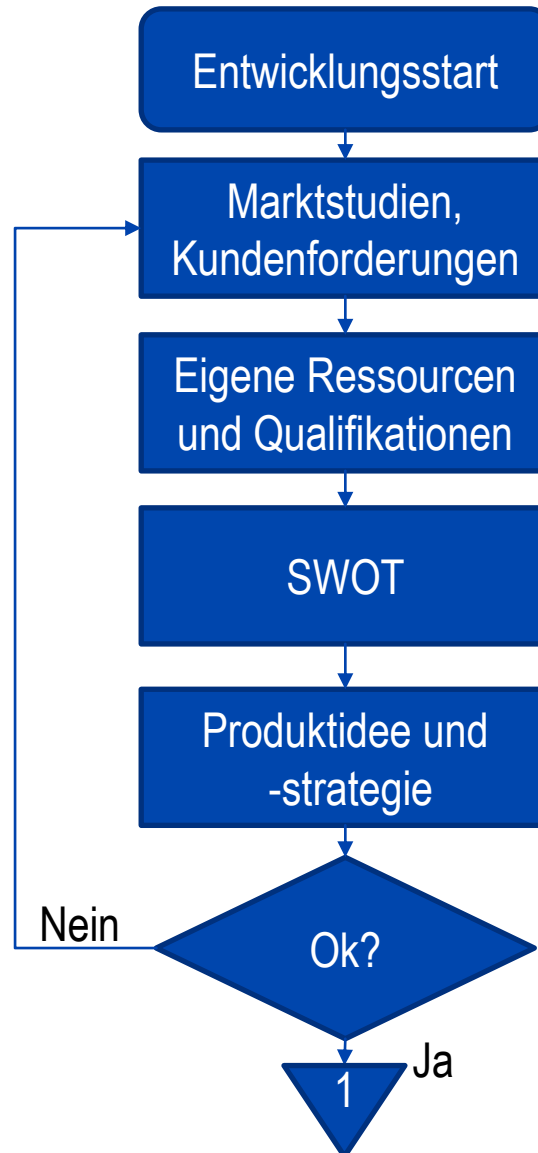 Entwicklungsstart
Marktstudien,
Kundenforderungen
Eigene Ressourcen
und Qualifikationen
SWOT
Produktidee und
-strategie
Nein
Ok?
Ja
1